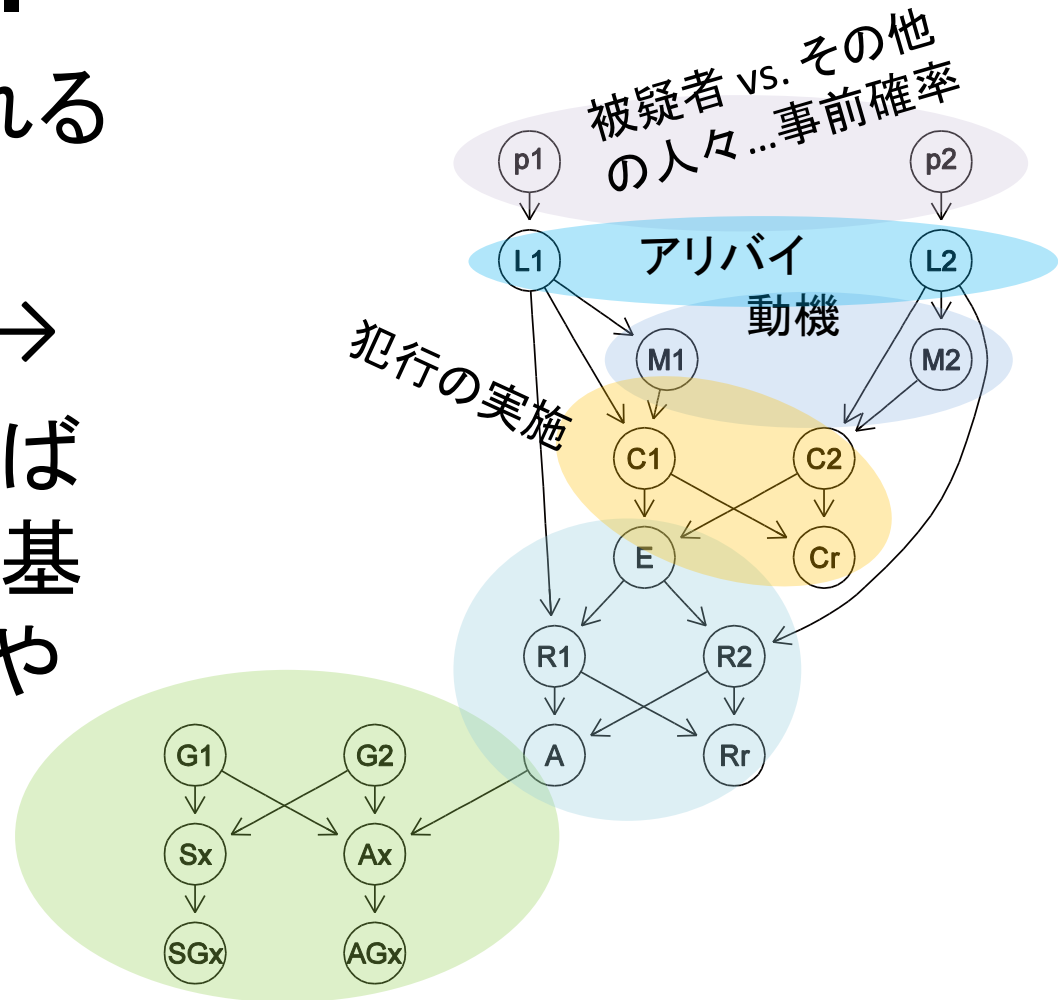 れる
→
ば
基
や
被疑者 vs. その他
の人々...事前確率
p1
p2
L1
アリバイ
L2
動機
犯行の実施
M1
M2
C1
C2
E
Cr
R1
R2
G1
G2
A
Rr
Sx
Ax
SGx
AGx